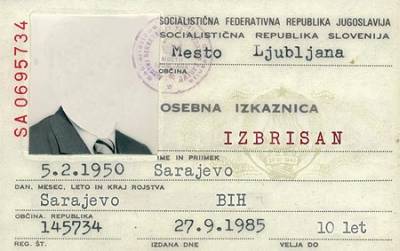 SA0695734
SOCIALISTIČNA FEDERATIVNA REPUBLIKA JUGOSLAVIJA
SOCIALISTIČNA REPUBLIKA SLOVENIJA
Mesto Ljubljana
OBČINA
OSEBNA IZKAZNICA
IZBRISAN
IME IN PRIIMEK
5.2.1950 Sarajevo
DAN, MESEC, LETO IN KRAJ ROJSTVA
Sarajevo BIH
OBČINA, REPUBLIKA
145734 27.9.1985 10 let
REG. ŠT. IZDANA DNE VELJA DO